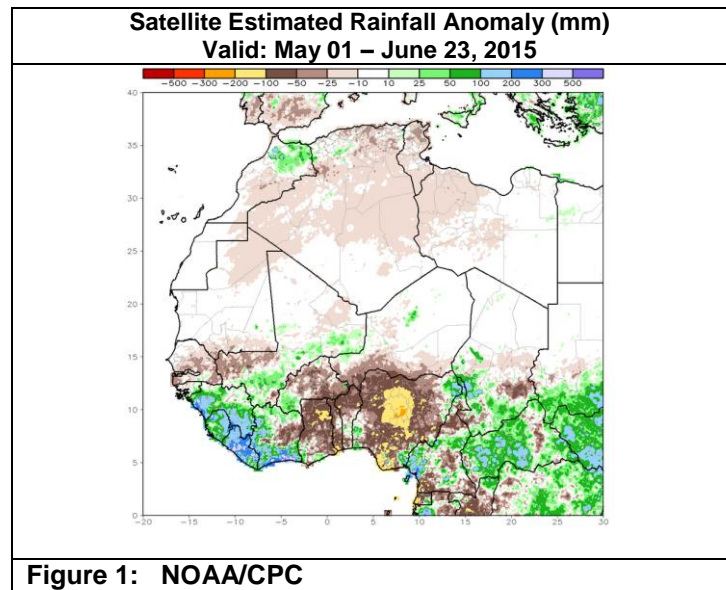 Satellite Estimated Rainfall Anomaly (mm)
Valid: May 01 – June 23, 2015
-500 -300 -200 -100 -50 -25 -10 10 25 50 100 200 300 500
40
35
30
25
20
15
10
5
0
-20 -15 -10 -5 0 5 10 15 20 25 30
Figure 1: NOAA/CPC